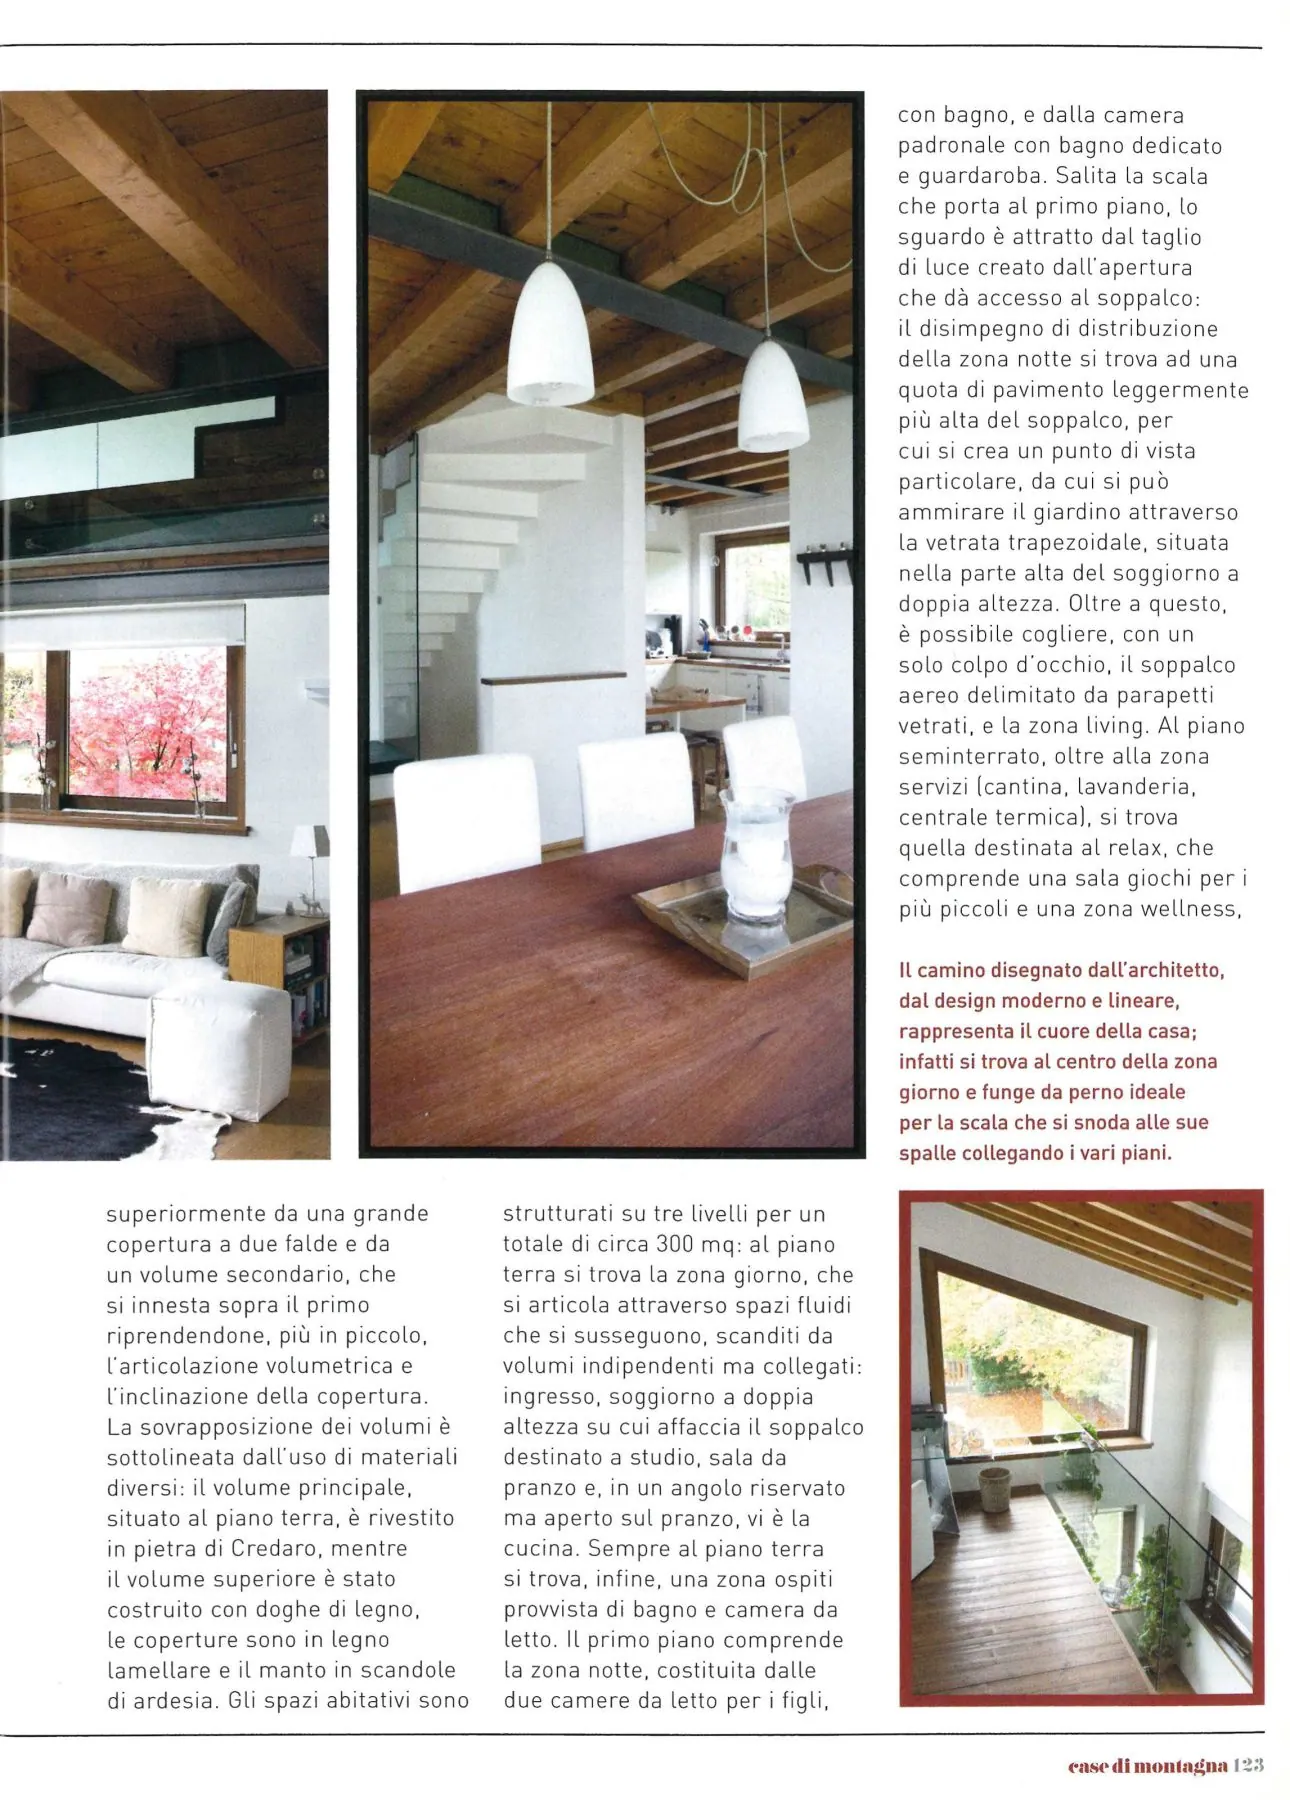 superiormente da una grande
copertura a due falde e da
un volume secondario, che
si innesta sopra il primo
riprendendone, più in piccolo,
l'articolazione volumetrica e
l'inclinazione della copertura.
La sovrapposizione dei volumi è
sottolineata dall'uso di materiali
diversi: il volume principale,
situato al piano terra, è rivestito
in pietra di Credaro, mentre
il volume superiore è stato
costruito con doghe di legno,
le coperture sono in legno
lamellare e il manto in scandole
di ardesia. Gli spazi abitativi sono
strutturati su tre livelli per un
totale di circa 300 mq: al piano
terra si trova la zona giorno, che
si articola attraverso spazi fluidi
che si susseguono, scanditi da
volumi indipendenti ma collegati:
ingresso, soggiorno a doppia
altezza su cui affaccia il soppalco
destinato a studio, sala da
pranzo e, in un angolo riservato
ma aperto sul pranzo, vi è la
cucina. Sempre al piano terra
si trova, infine, una zona ospiti
provvista di bagno e camera da
letto. Il primo piano comprende
la zona notte, costituita dalle
due camere da letto per i figli,
con bagno, e dalla camera
padronale con bagno dedicato
e guardaroba. Salita la scala
che porta al primo piano, lo
sguardo è attratto dal taglio
di luce creato dall'apertura
che dà accesso al soppalco:
il disimpegno di distribuzione
della zona notte si trova ad una
quota di pavimento leggermente
più alta del soppalco, per
cui si crea un punto di vista
particolare, da cui si può
ammirare il giardino attraverso
la vetrata trapezoidale, situata
nella parte alta del soggiorno a
doppia altezza. Oltre a questo,
è possibile cogliere, con un
solo colpo d'occhio, il soppalco
aereo delimitato da parapetti
vetrati, e la zona living. Al piano
seminterrato, oltre alla zona
servizi (cantina, lavanderia,
centrale termica), si trova
quella destinata al relax, che
comprende una sala giochi per i
più piccoli e una zona wellness,
Il camino disegnato dall'architetto,
dal design moderno e lineare,
rappresenta il cuore della casa;
infatti si trova al centro della zona
giorno e funge da perno ideale
per la scala che si snoda alle sue
spalle collegando i vari piani.
case di montagna 123